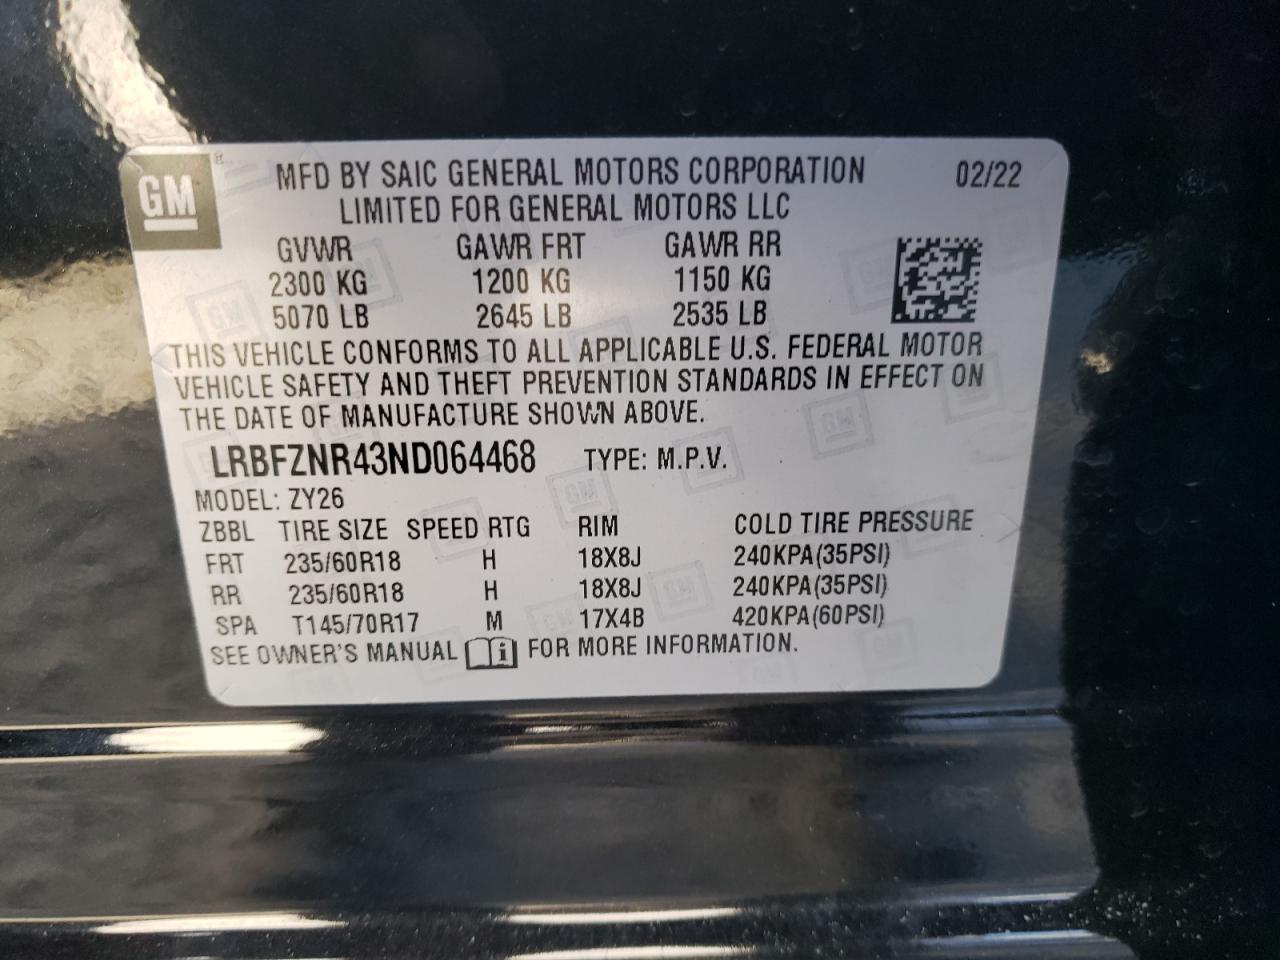 GM
MFD BY SAIC GENERAL MOTORS CORPORATION 02/22
LIMITED FOR GENERAL MOTORS LLC
GVWR GAWR FRT GAWR RR
2300 KG 1200 KG 1150 KG
5070 LB 2645 LB 2535 LB
THIS VEHICLE CONFORMS TO ALL APPLICABLE U.S. FEDERAL MOTOR
VEHICLE SAFETY AND THEFT PREVENTION STANDARDS IN EFFECT ON
THE DATE OF MANUFACTURE SHOWN ABOVE.
LRBFZNR43ND064468 TYPE: M.P.V.
MODEL: ZY26
ZBBL TIRE SIZE SPEED RTG RIM COLD TIRE PRESSURE
FRT 235/60R18 H 18X8J 240KPA(35PSI)
RR 235/60R18 H 18X8J 240KPA(35PSI)
SPA T145/70R17 M 17X4B 420KPA(60PSI)
SEE OWNER'S MANUAL i FOR MORE INFORMATION.